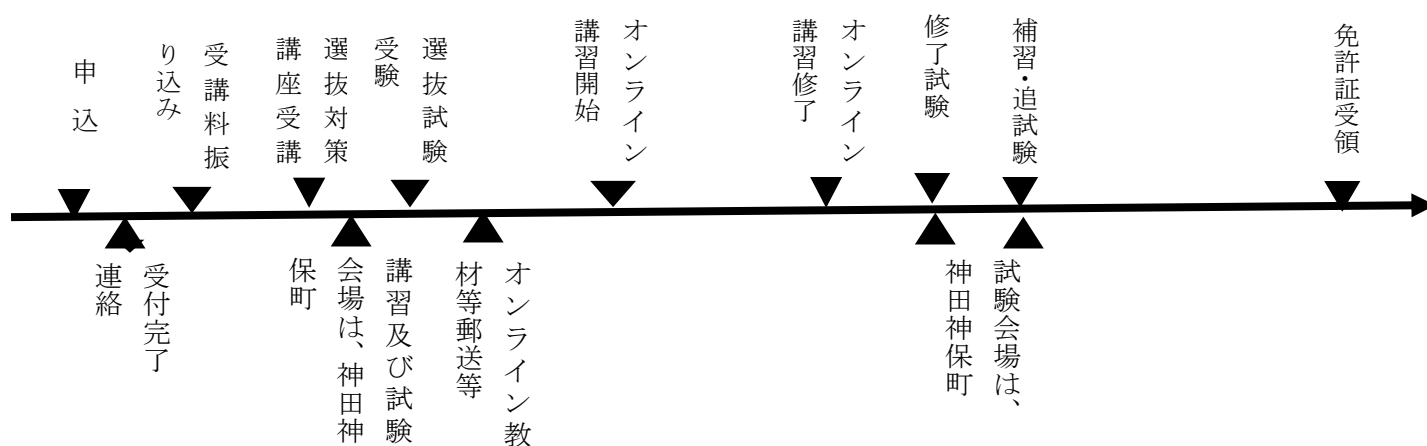 申込
受講料振
り込み
選抜対策
講座受講
選抜試験
受験
オンライン
講習開始
オンライン
講習修了
修了試験
補習・追試験
免許証受領
受付完了
連絡
講習及び試験
会場は、神田神
保町
オンライン教
材等郵送等
試験会場は、
神田神保町